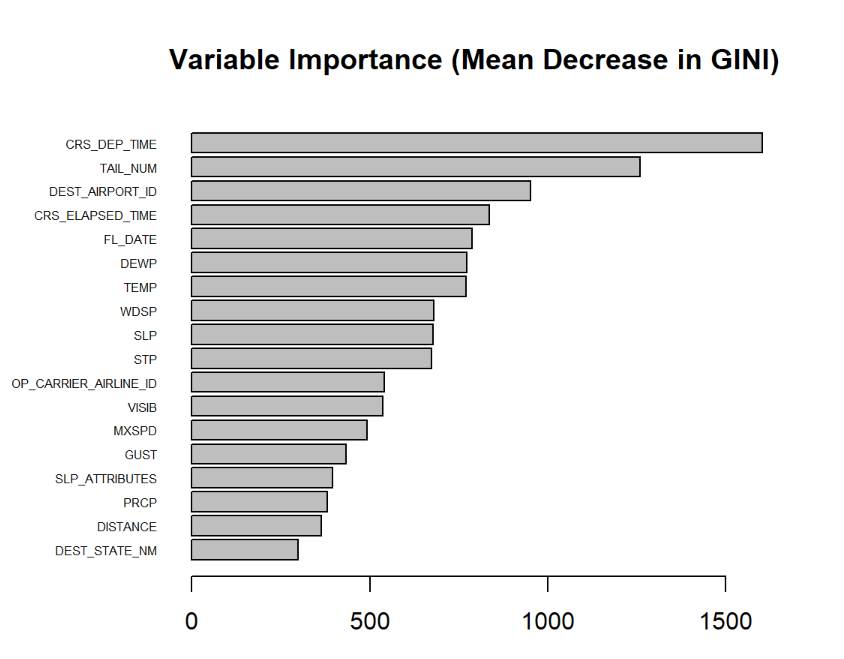 Variable Importance (Mean Decrease in GINI)
CRS_DEP_TIME
TAIL_NUM
DEST_AIRPORT_ID
CRS_ELAPSED_TIME
FL_DATE
DEWP
TEMP
WDSP
SLP
STP
OP_CARRIER_AIRLINE_ID
VISIB
MXSPD
GUST
SLP_ATTRIBUTES
PRCP
DISTANCE
DEST_STATE_NM
0 500 1000 1500